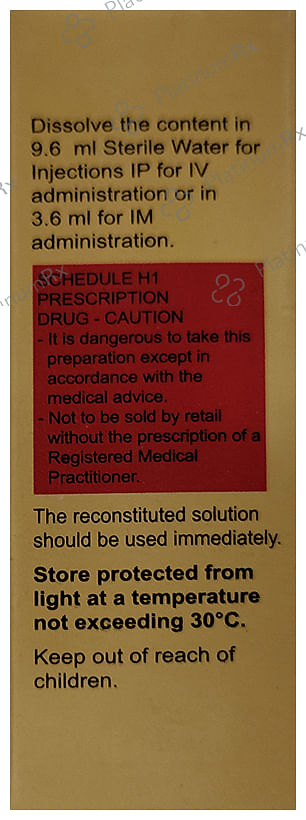 Dissolve the content in
9.6 ml Sterile Water for
Injections IP for IV
administration or in
3.6 ml for IM
administration.
SCHEDULE H1
PRESCRIPTION
DRUG - CAUTION
- It is dangerous to take this
preparation except in
accordance with the
medical advice.
- Not to be sold by retail
without the prescription of a
Registered Medical
Practitioner.
The reconstituted solution
should be used immediately.
Store protected from
light at a temperature
not exceeding 30°C.
Keep out of reach of
children.